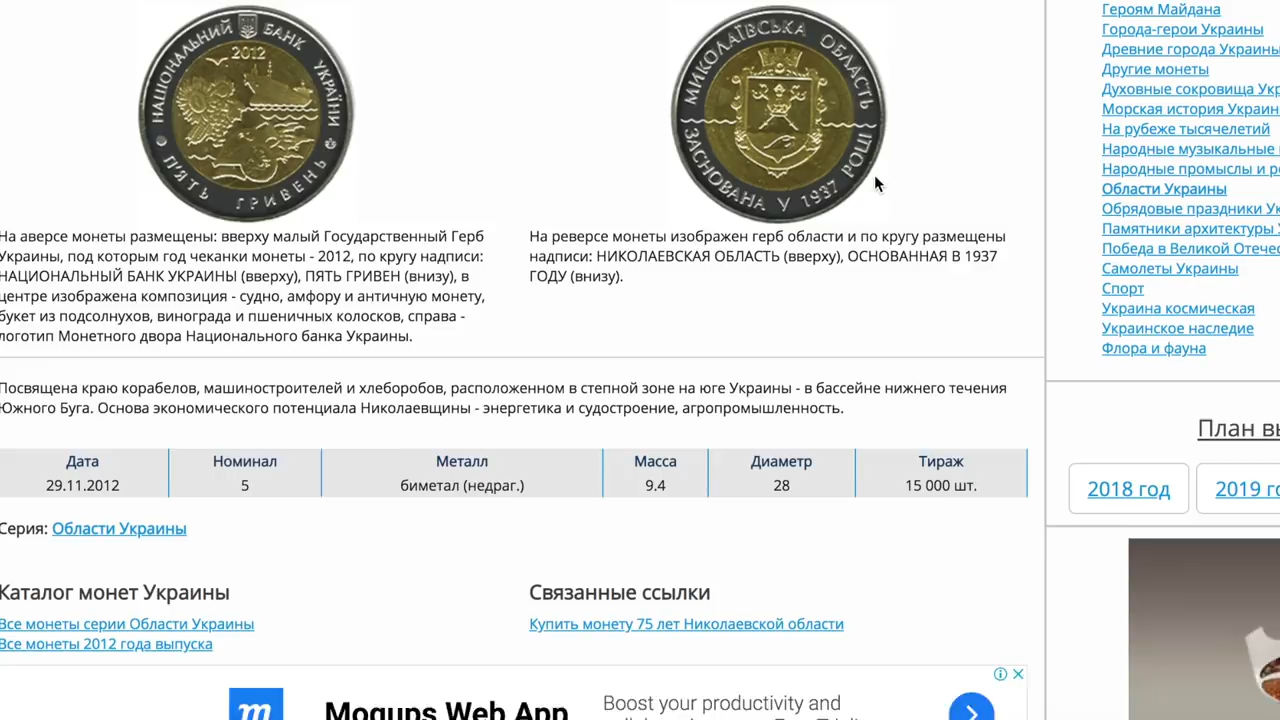 НАЦІОНАЛЬНИЙ БАНК УКРАЇНИ
2012
П'ЯТЬ ГРИВЕНЬ
МИКОЛАЇВСЬКА ОБЛАСТЬ
ЗАСНОВАНА У 1937 РОЦІ
На аверсе монеты размещены: вверху малый Государственный Герб
Украины, под которым год чеканки монеты - 2012, по кругу надписи:
НАЦИОНАЛЬНЫЙ БАНК УКРАИНЫ (вверху), ПЯТЬ ГРИВЕН (внизу), в
центре изображена композиция - судно, амфору и античную монету,
букет из подсолнухов, винограда и пшеничных колосков, справа -
логотип Монетного двора Национального банка Украины.
На реверсе монеты изображен герб области и по кругу размещены
надписи: НИКОЛАЕВСКАЯ ОБЛАСТЬ (вверху), ОСНОВАННАЯ В 1937
ГОДУ (внизу).
Посвящена краю корабелов, машиностроителей и хлеборобов, расположенном в степной зоне на юге Украины - в бассейне нижнего течения
Южного Буга. Основа экономического потенциала Николаевщины - энергетика и судостроение, агропромышленность.
Дата Номинал Металл Масса Диаметр Тираж
29.11.2012 5 биметал (недраг.) 9.4 28 15 000 шт.
Серия: Области Украины
Каталог монет Украины
Все монеты серии Области Украины
Все монеты 2012 года выпуска
Связанные ссылки
Купить монету 75 лет Николаевской области
m
Moqups Web App
Boost your productivity and
Героям Майдана
Города-герои Украины
Древние города Украины
Другие монеты
Духовные сокровища Укр
Морская история Украин
На рубеже тысячелетий
Народные музыкальные
Народные промыслы и р
Области Украины
Обрядовые праздники Ук
Памятники архитектуры
Победа в Великой Отечес
Самолеты Украины
Спорт
Украина космическая
Украинское наследие
Флора и фауна
План вы
2018 год
2019 го